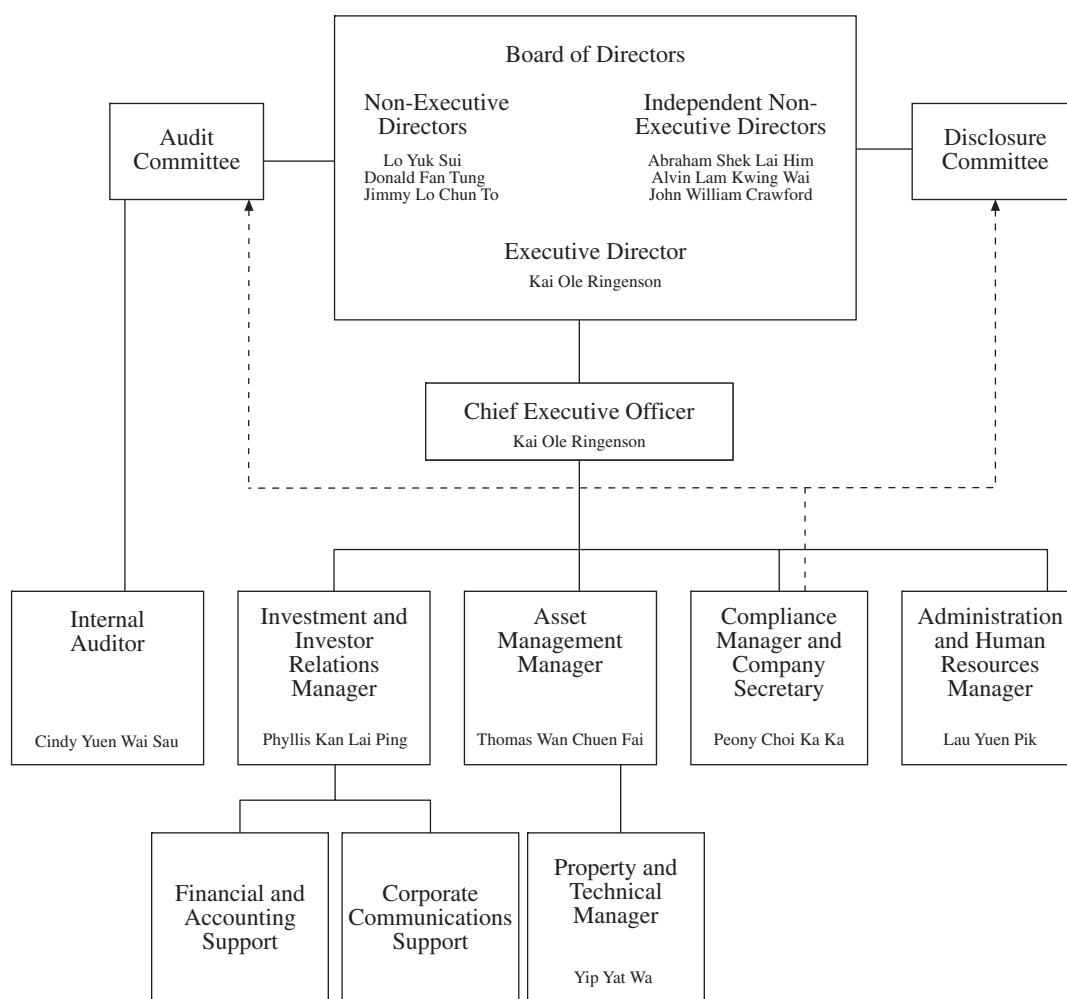 Board of Directors
Non-Executive
Directors
Lo Yuk Sui
Donald Fan Tung
Jimmy Lo Chun To
Independent Non-
Executive Directors
Abraham Shek Lai Him
Alvin Lam Kwing Wai
John William Crawford
Executive Director
Kai Ole Ringenson
Audit
Committee
Disclosure
Committee
Chief Executive Officer
Kai Ole Ringenson
Internal
Auditor
Cindy Yuen Wai Sau
Investment and
Investor
Relations
Manager
Phyllis Kan Lai Ping
Asset
Management
Manager
Thomas Wan Chuen Fai
Compliance
Manager and
Company
Secretary
Peony Choi Ka Ka
Administration
and Human
Resources
Manager
Lau Yuen Pik
Financial and
Accounting
Support
Corporate
Communications
Support
Property and
Technical
Manager
Yip Yat Wa